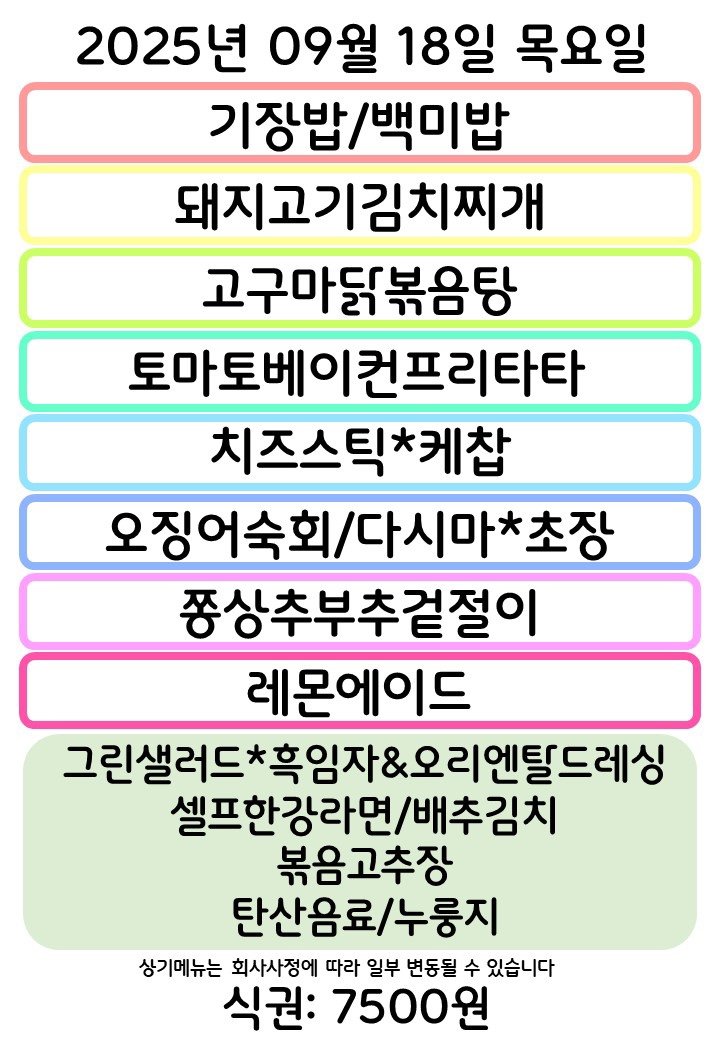 2025년 09월 18일 목요일
기장밥/백미밥
돼지고기김치찌개
고구마닭볶음탕
토마토베이컨프리타타
치즈스틱*케찹
오징어숙회/다시마*초장
쫑상추부추겉절이
레몬에이드
그린샐러드*흑임자&오리엔탈드레싱
셀프한강라면/배추김치
볶음고추장
탄산음료/누룽지
상기메뉴는 회사사정에 따라 일부 변동될 수 있습니다
식권: 7500원